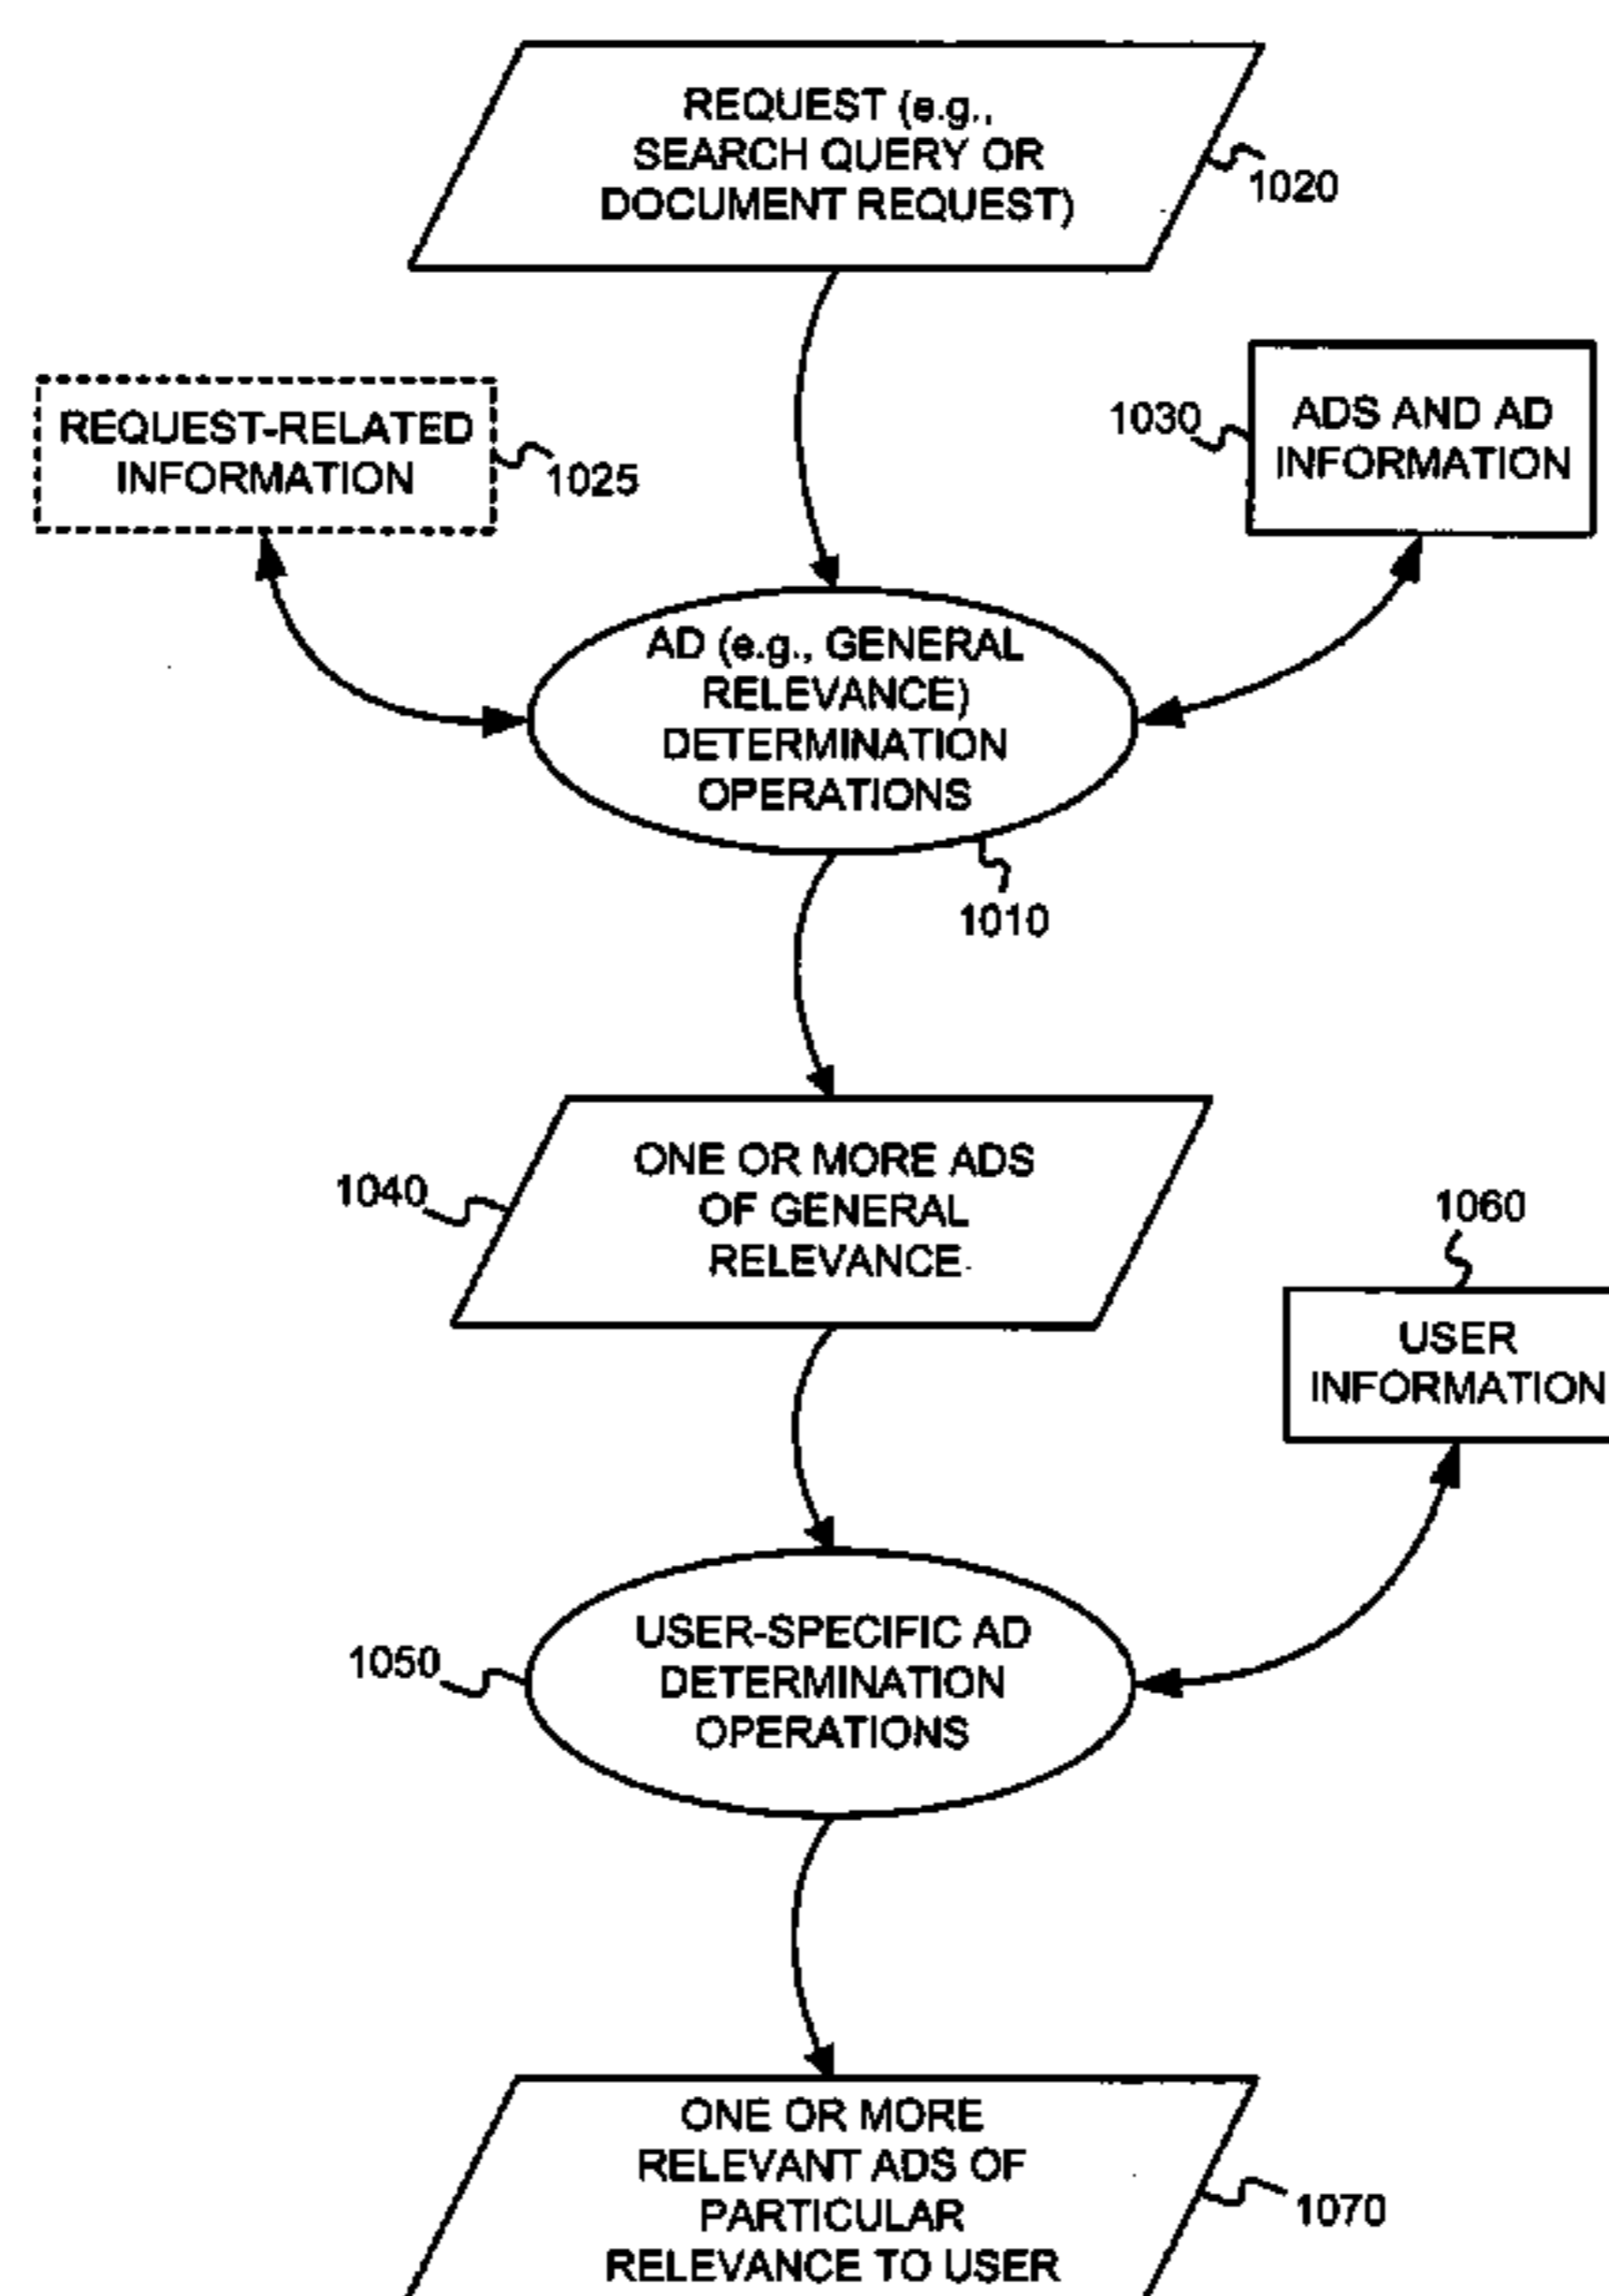 REQUEST (e.g.,
SEARCH QUERY OR
DOCUMENT REQUEST)
1020
REQUEST-RELATED
INFORMATION
1025
1030
ADS AND AD
INFORMATION
AD (e.g., GENERAL
RELEVANCE)
DETERMINATION
OPERATIONS
1010
1040
ONE OR MORE ADS
OF GENERAL
RELEVANCE
1060
USER
INFORMATION
1050
USER-SPECIFIC AD
DETERMINATION
OPERATIONS
ONE OR MORE
RELEVANT ADS OF
PARTICULAR
RELEVANCE TO USER
1070